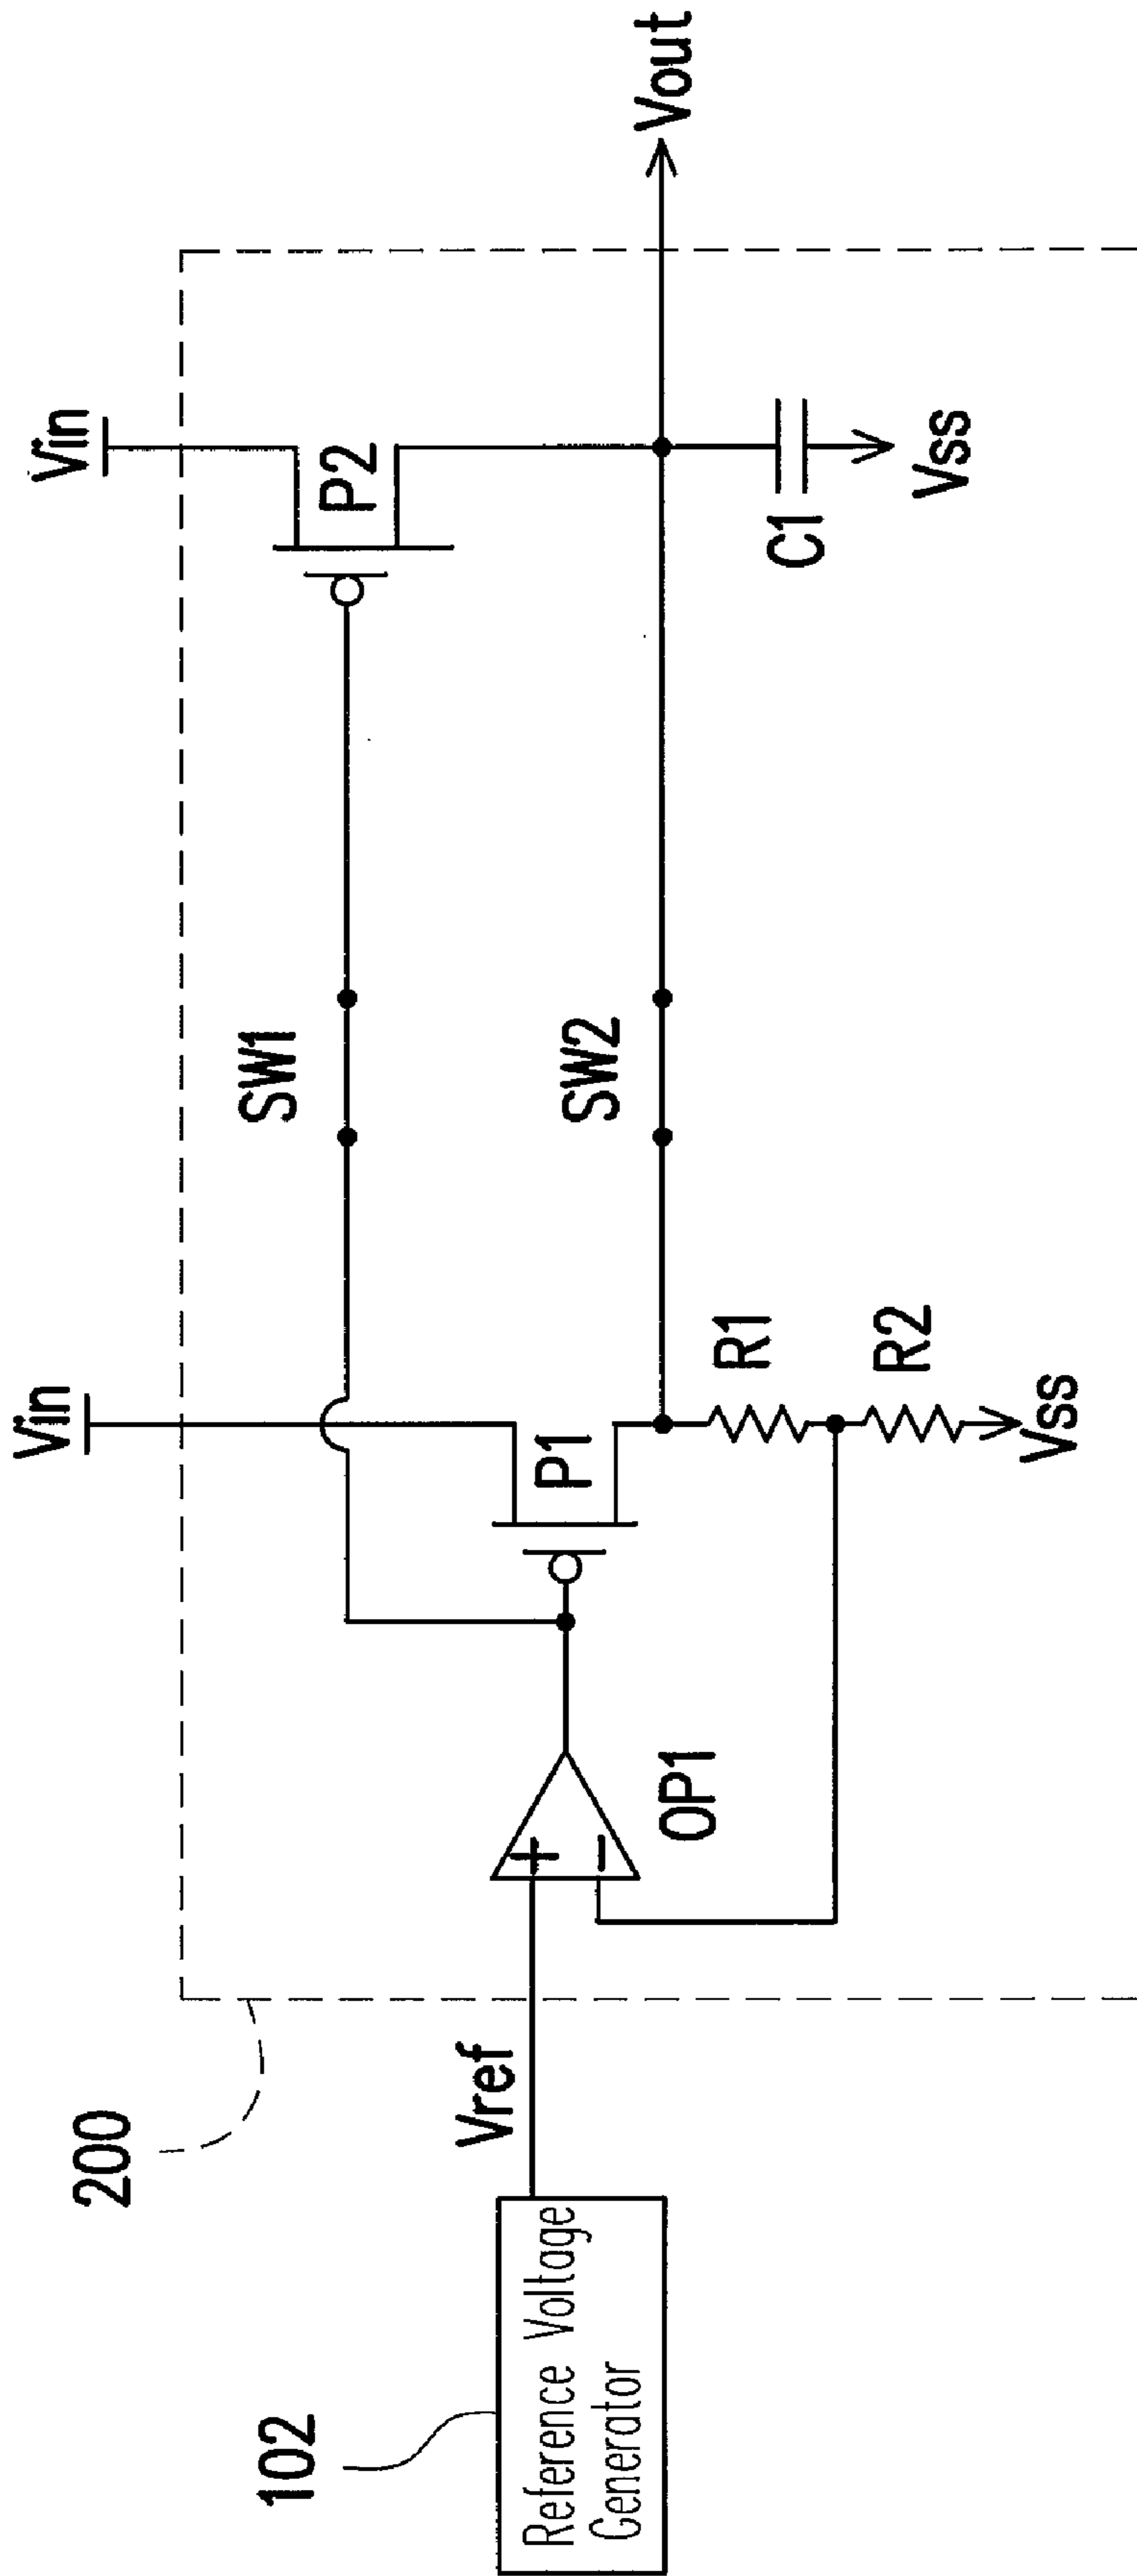 Vin
Vin
P2
SW1
Vout
P1
SW2
200
Vref
OP1
R1
C1
Vss
102
Reference Voltage
Generator
R2
Vss